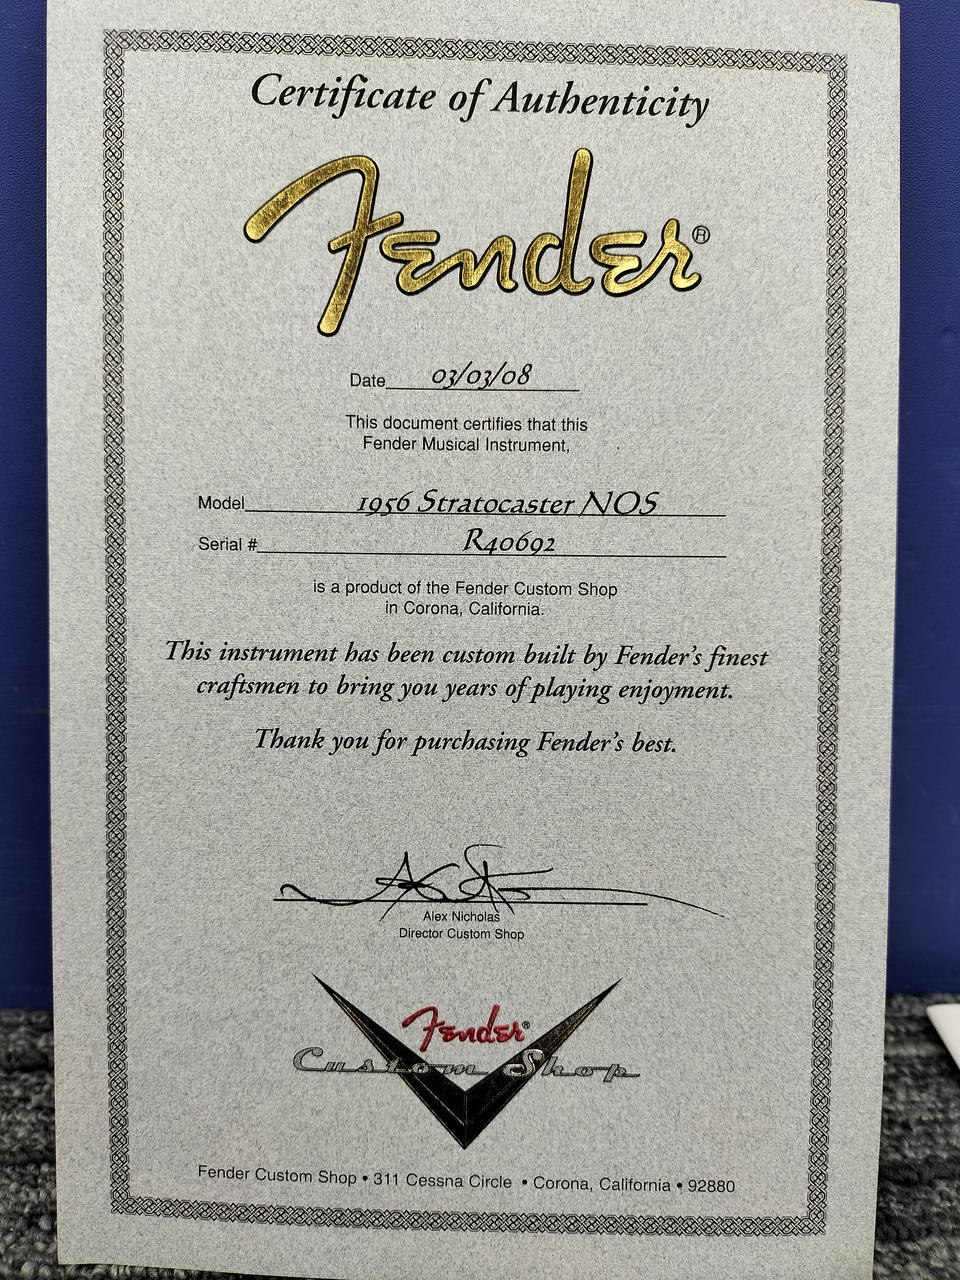 Certificate of Authenticity
Fender®
Date 03/03/08
This document certifies that this
Fender Musical Instrument,
Model 1956 Stratocaster NOS
Serial # R40692
is a product of the Fender Custom Shop
in Corona, California.
This instrument has been custom built by Fender's finest
craftsmen to bring you years of playing enjoyment.
Thank you for purchasing Fender's best.
Alex Nicholas
Director Custom Shop
Fender®
Custom Shop
Fender Custom Shop • 311 Cessna Circle • Corona, California • 92880